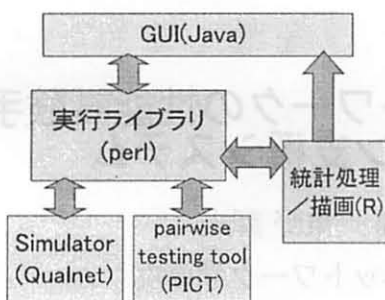 GUI(Java)
実行ライブラリ
(perl)
統計処理
／描画(R)
Simulator
(Qualnet)
pairwise
testing tool
(PICT)